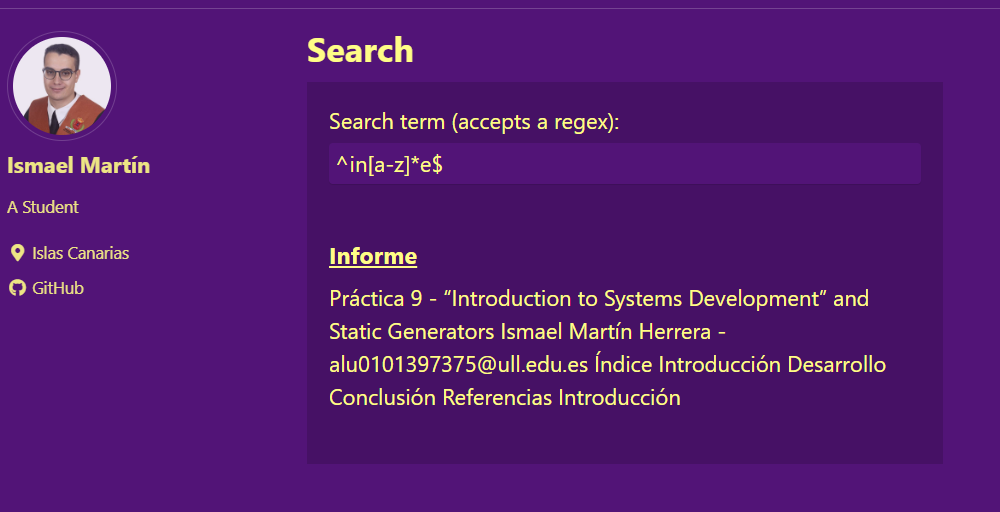 Ismael Martín
A Student
Islas Canarias
GitHub
Search
Search term (accepts a regex):
^in[a-z]*e$
Informe
Práctica 9 - “Introduction to Systems Development” and
Static Generators Ismael Martín Herrera -
alu0101397375@ull.edu.es Índice Introducción Desarrollo
Conclusión Referencias Introducción